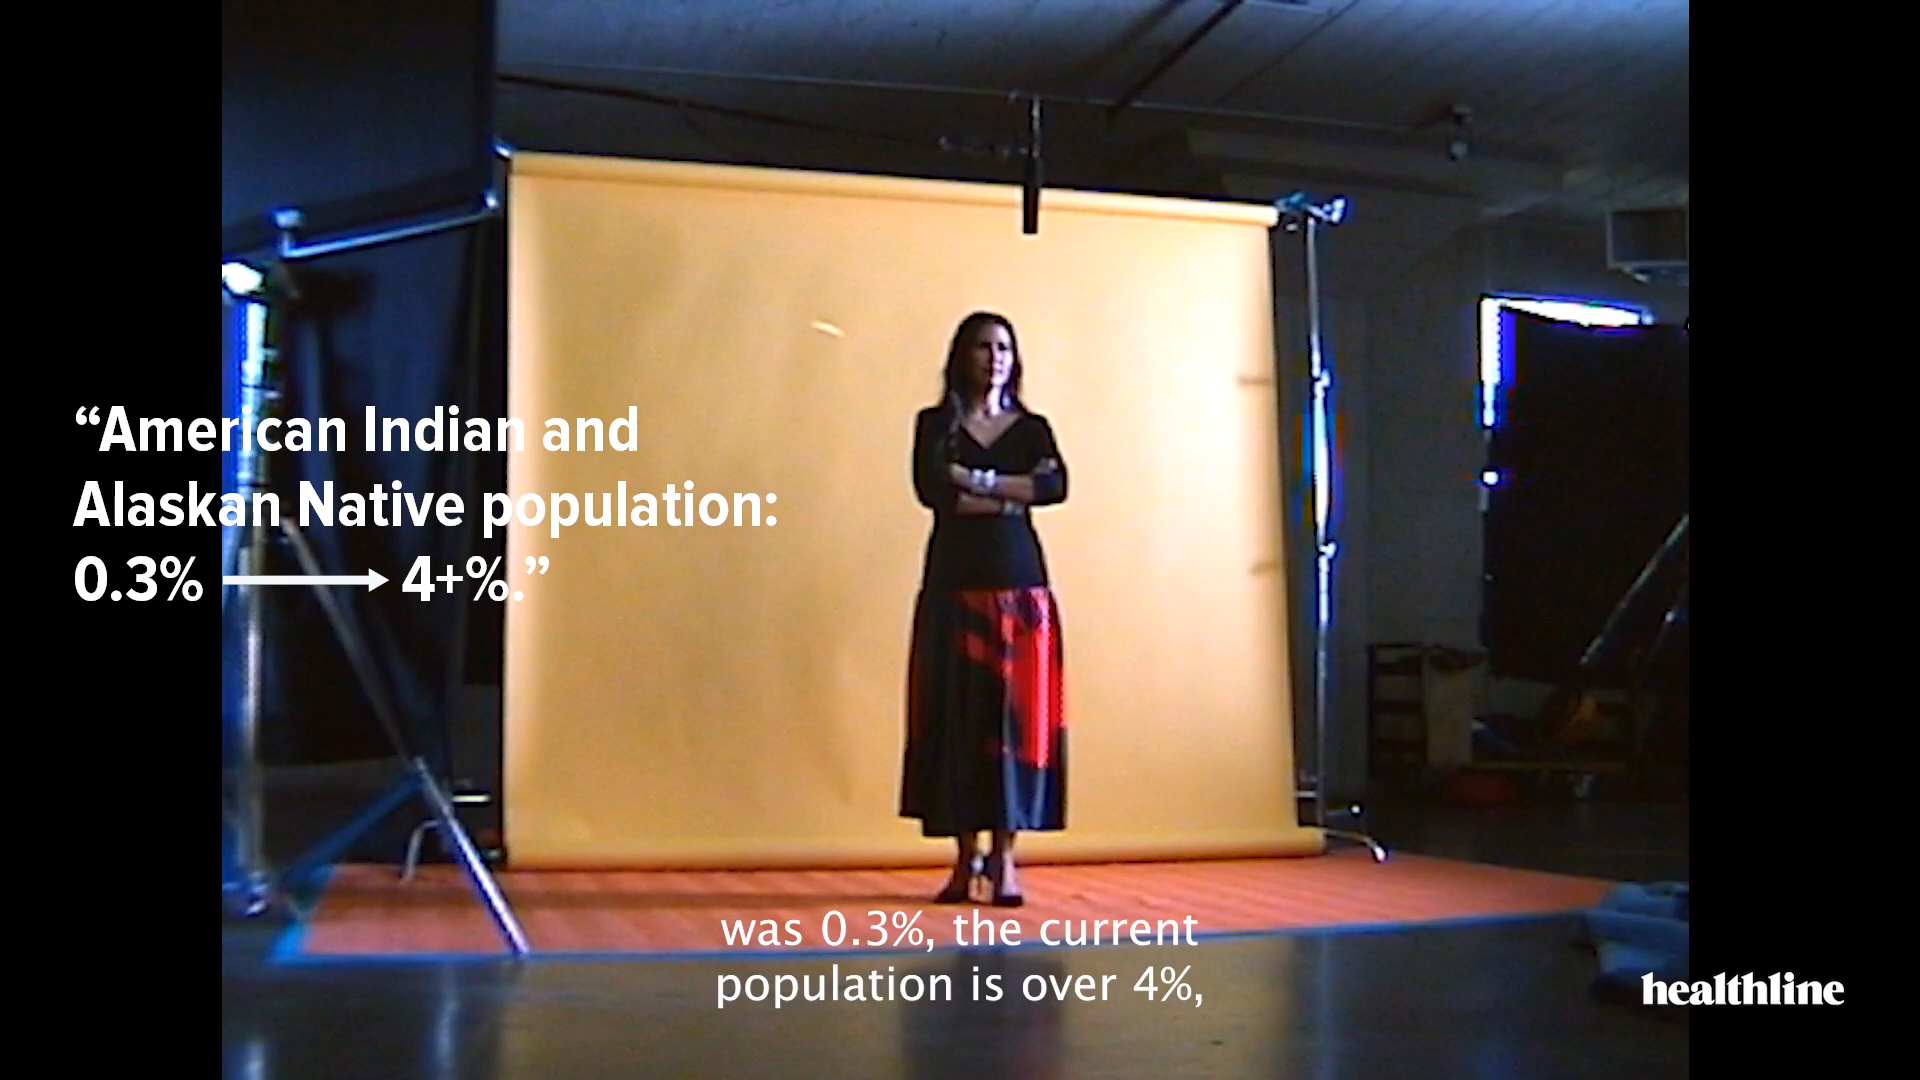 “American Indian and
Alaskan Native population:
0.3% → 4+%.”
was 0.3%, the current
population is over 4%,
healthline